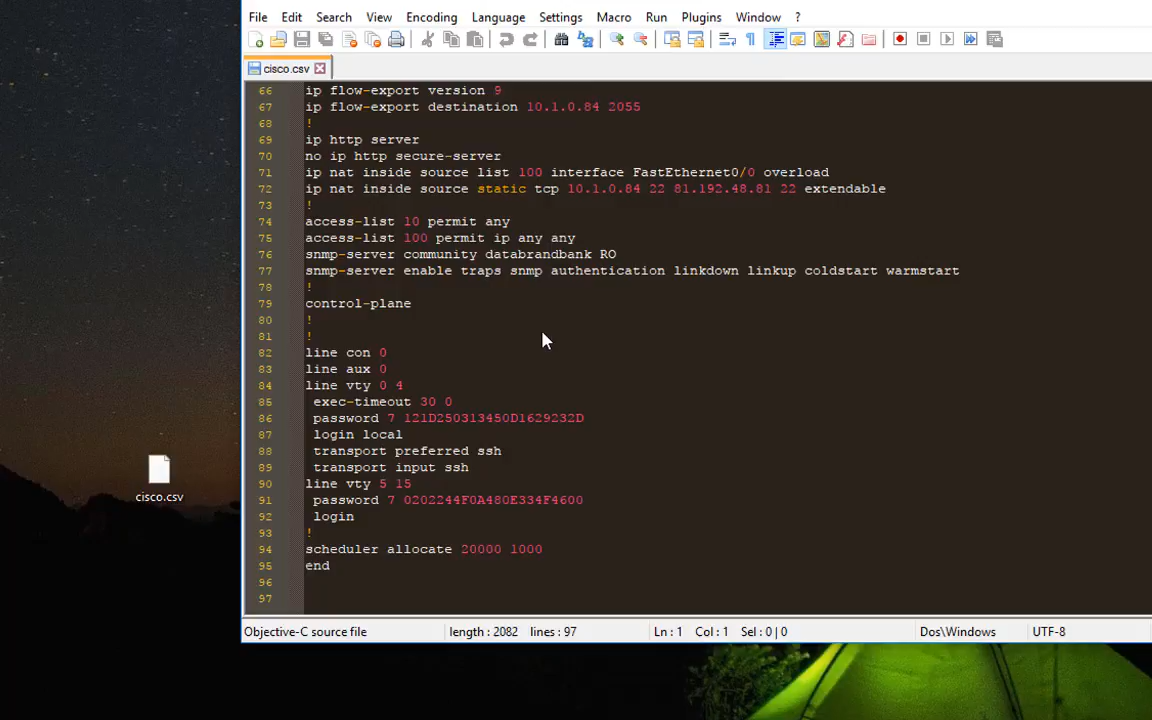 File Edit Search View Encoding Language Settings Macro Run Plugins Window ?
cisco.csv
66 ip flow-export version 9
67 ip flow-export destination 10.1.0.84 2055
68 !
69 ip http server
70 no ip http secure-server
71 ip nat inside source list 100 interface FastEthernet0/0 overload
72 ip nat inside source static tcp 10.1.0.84 22 81.192.48.81 22 extendable
73 !
74 access-list 10 permit any
75 access-list 100 permit ip any any
76 snmp-server community databrandbank RO
77 snmp-server enable traps snmp authentication linkdown linkup coldstart warmstart
78 !
79 control-plane
80 !
81 !
82 line con 0
83 line aux 0
84 line vty 0 4
85 exec-timeout 30 0
86 password 7 121D250313450D1629232D
87 login local
88 transport preferred ssh
89 transport input ssh
90 line vty 5 15
91 password 7 0202244F0A480E334F4600
92 login
93 !
94 scheduler allocate 20000 1000
95 end
96
97
cisco.csv
Objective-C source file length : 2082 lines : 97 Ln : 1 Col : 1 Sel : 0 | 0 Dos\Windows UTF-8